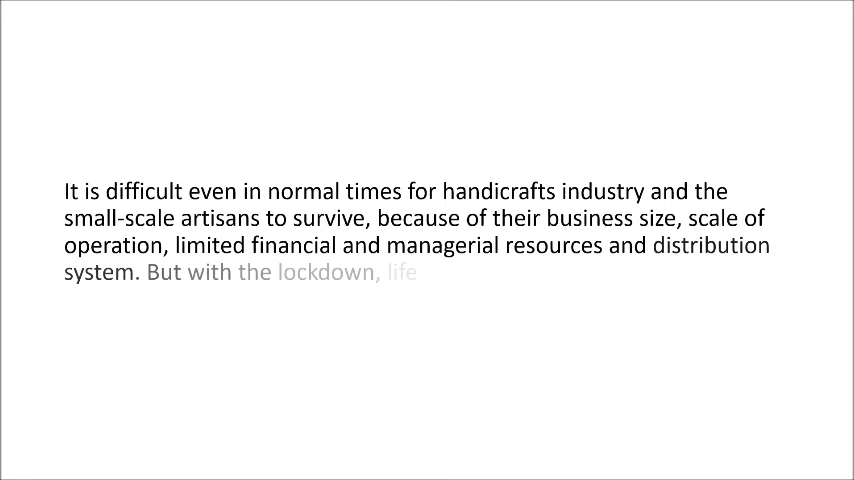 It is difficult even in normal times for handicrafts industry and the
small-scale artisans to survive, because of their business size, scale of
operation, limited financial and managerial resources and distribution
system. But with the lockdown, life